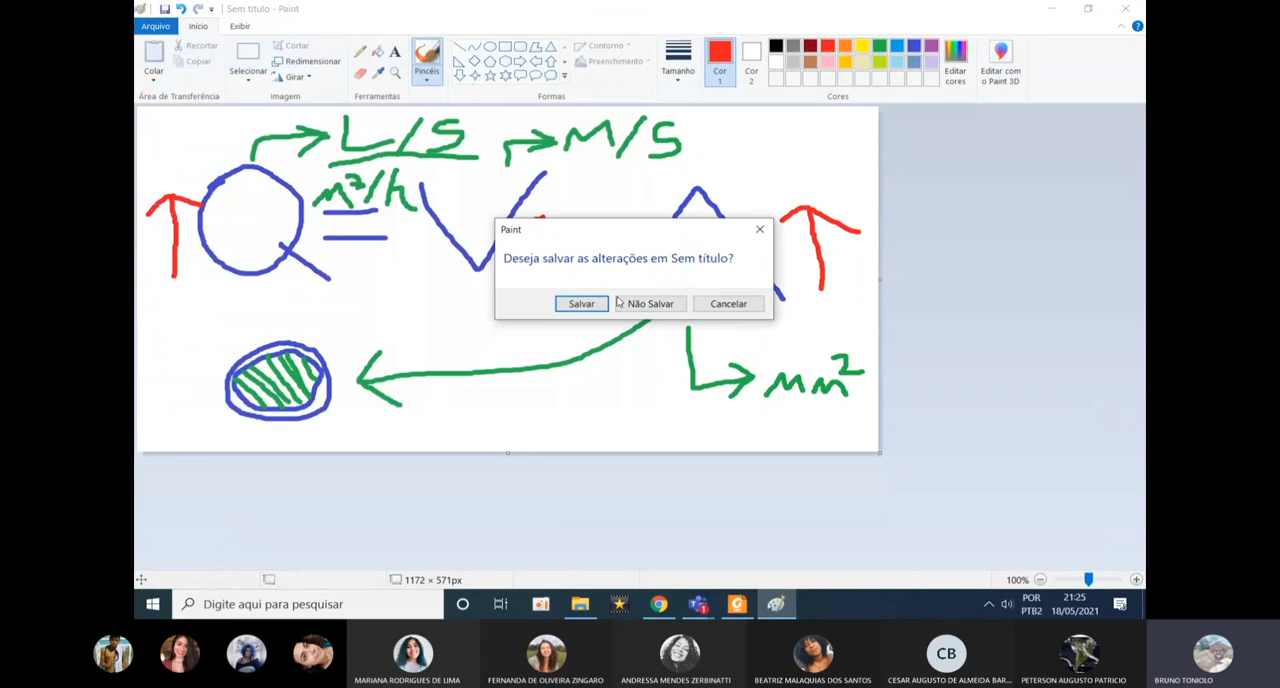 Sem título - Paint
Arquivo Início Exibir
Colar
Recortar
Copiar
Área de Transferência
Selecionar
Cortar
Redimensionar
Girar
Imagem
A
Ferramentas
Pincéis
Contorno
Preenchimento
Formas
Tamanho
Cor 1
Cor 2
Editar cores
Editar com o Paint 3D
Cores
L/S M/S
Q = V
m³/h
mm²
Paint
Deseja salvar as alterações em Sem título?
Salvar Não Salvar Cancelar
1172 × 571px
100%
Digite aqui para pesquisar
POR
PTB2
21:25
18/05/2021
CB
MARIANA RODRIGUES DE LIMA
FERNANDA DE OLIVEIRA ZINGARO
ANDRESSA MENDES ZERBINATTI
BEATRIZ MALAQUIAS DOS SANTOS
CESAR AUGUSTO DE ALMEIDA BAR...
PETERSON AUGUSTO PATRICIO
BRUNO TONIOLO